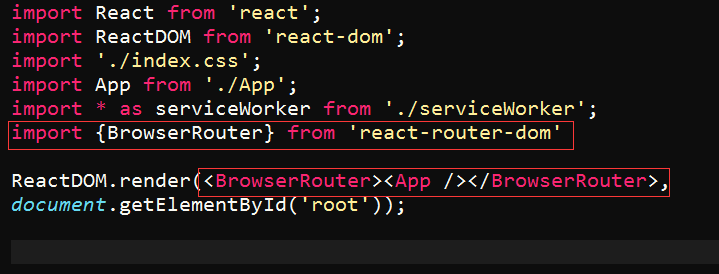 import React from 'react';
import ReactDOM from 'react-dom';
import './index.css';
import App from './App';
import * as serviceWorker from './serviceWorker';
import {BrowserRouter} from 'react-router-dom'
ReactDOM.render(<BrowserRouter><App /></BrowserRouter>,
document.getElementById('root'));